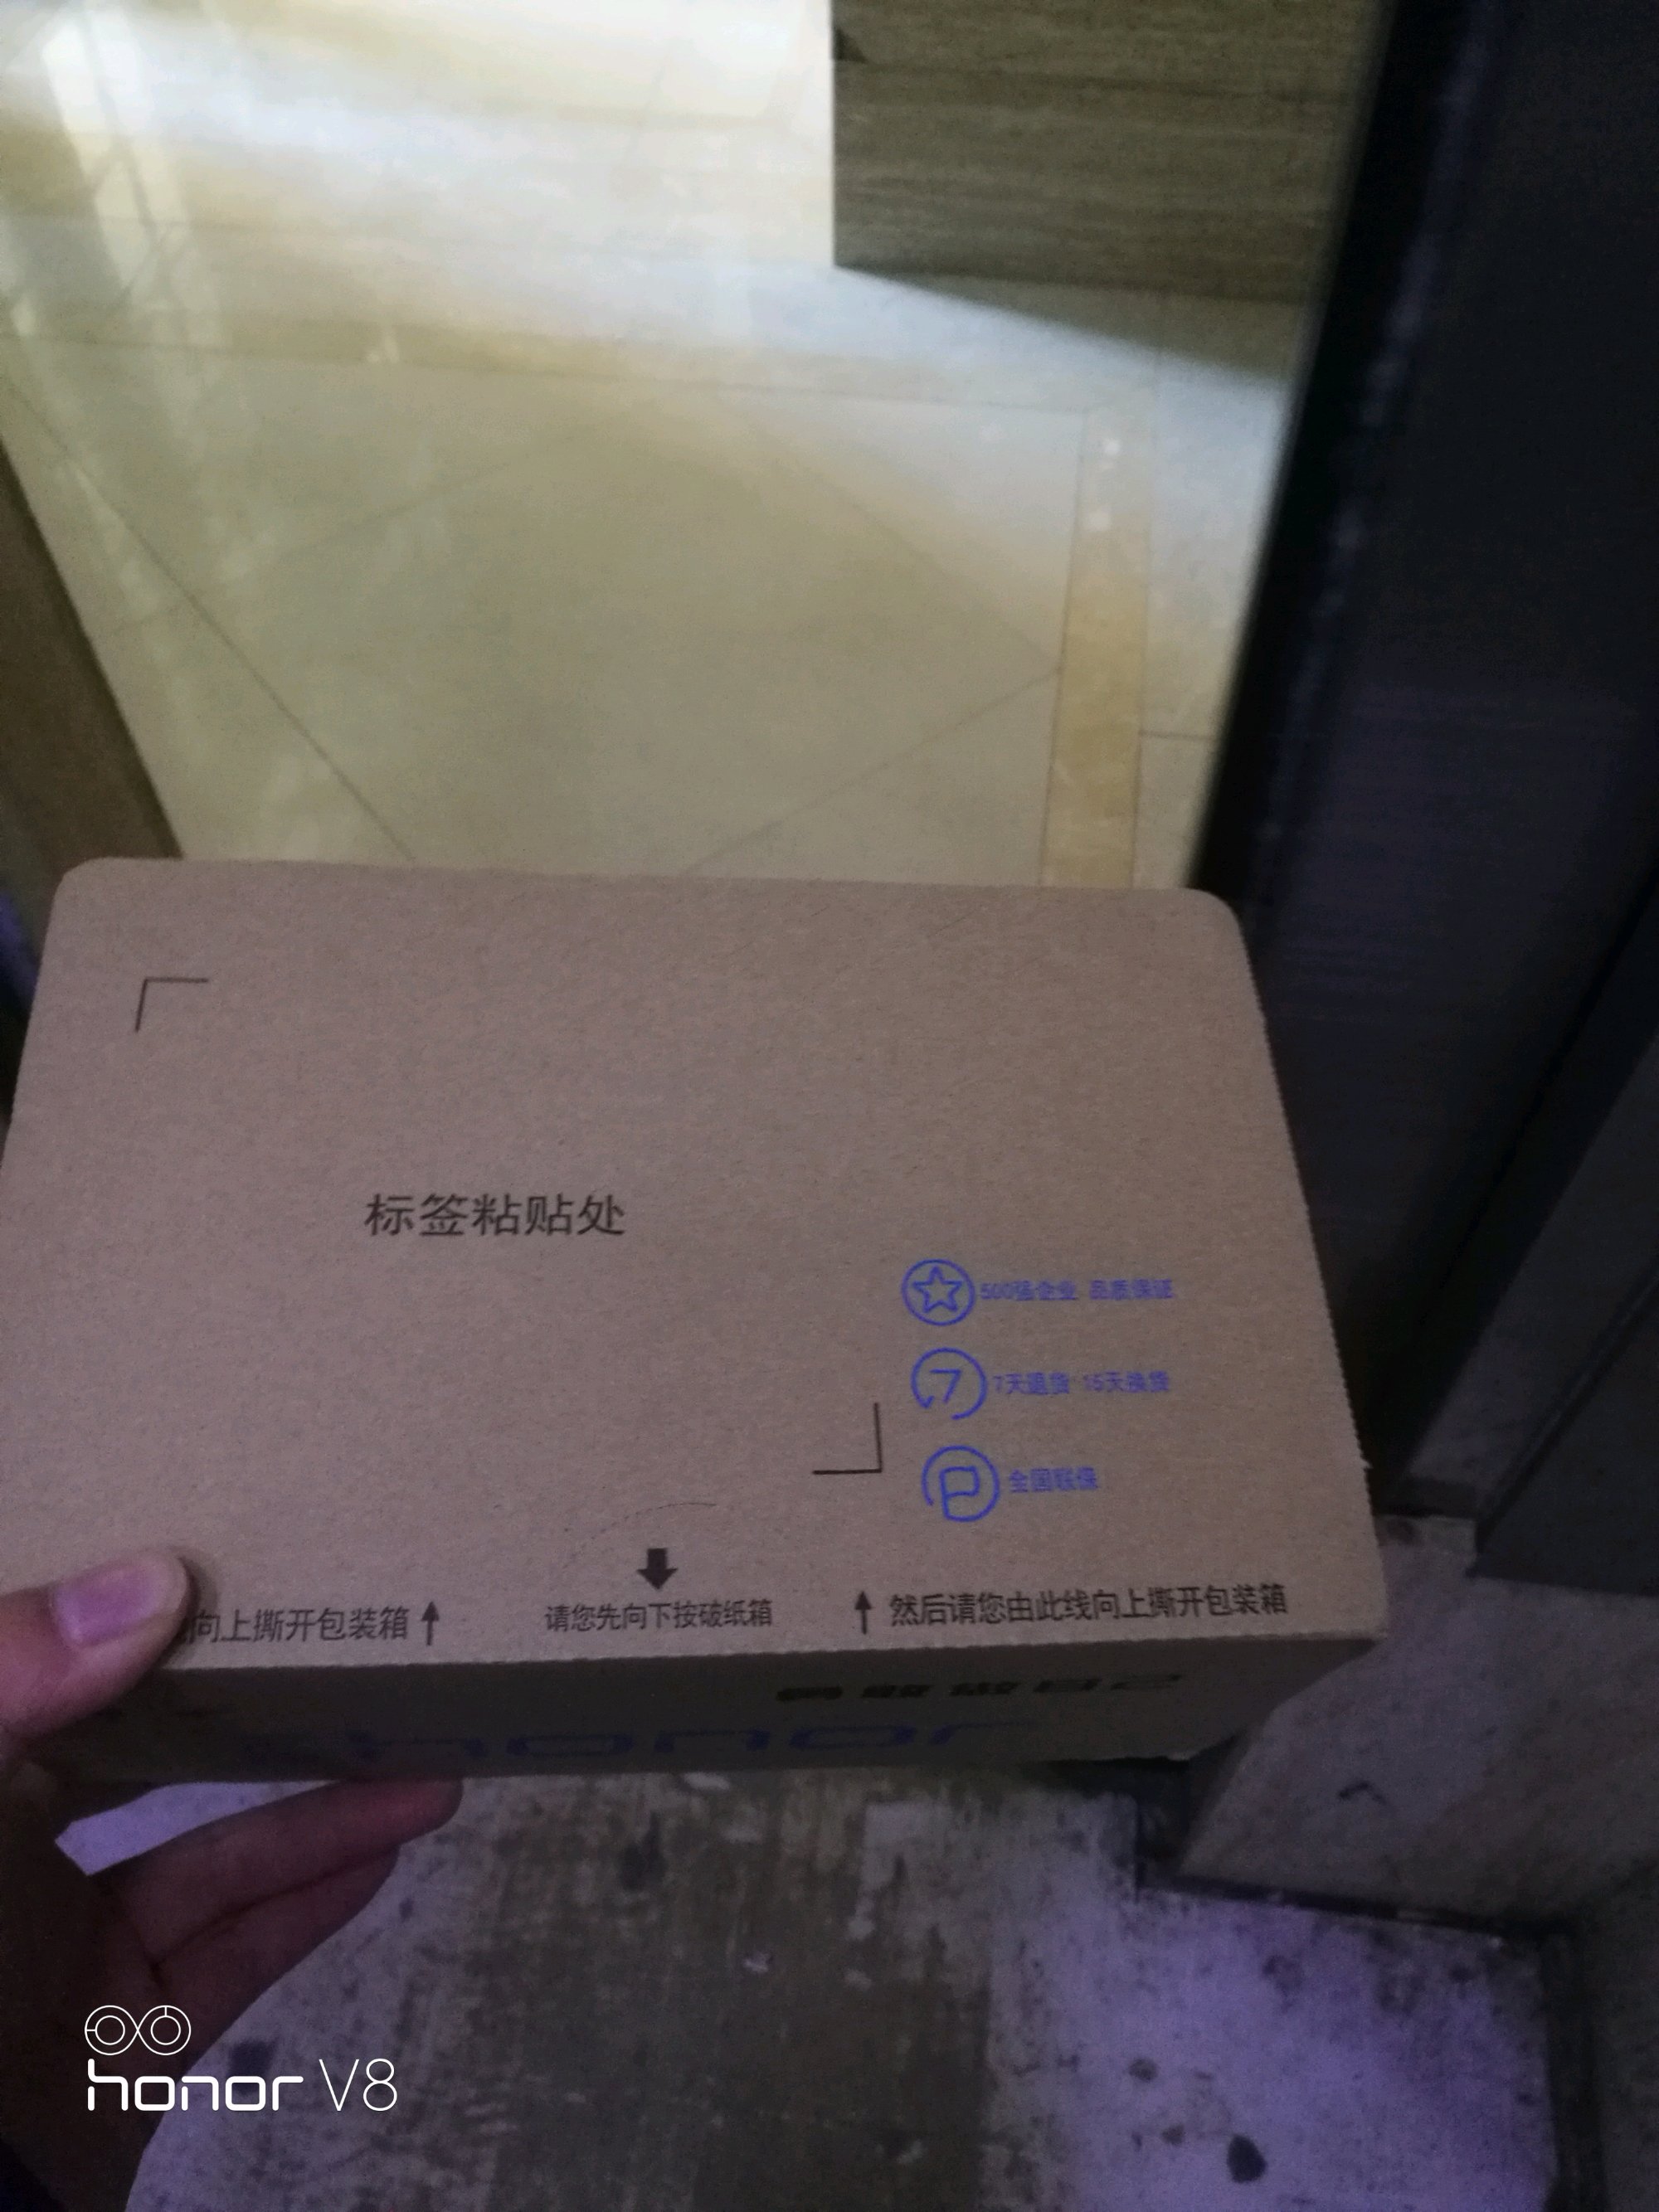 标签粘贴处
500强企业 品质保证
7
7天退货 15天换货
全国联保
向上撕开包装箱
请您先向下按破纸箱
然后请您由此线向上撕开包装箱
honor
honor V8